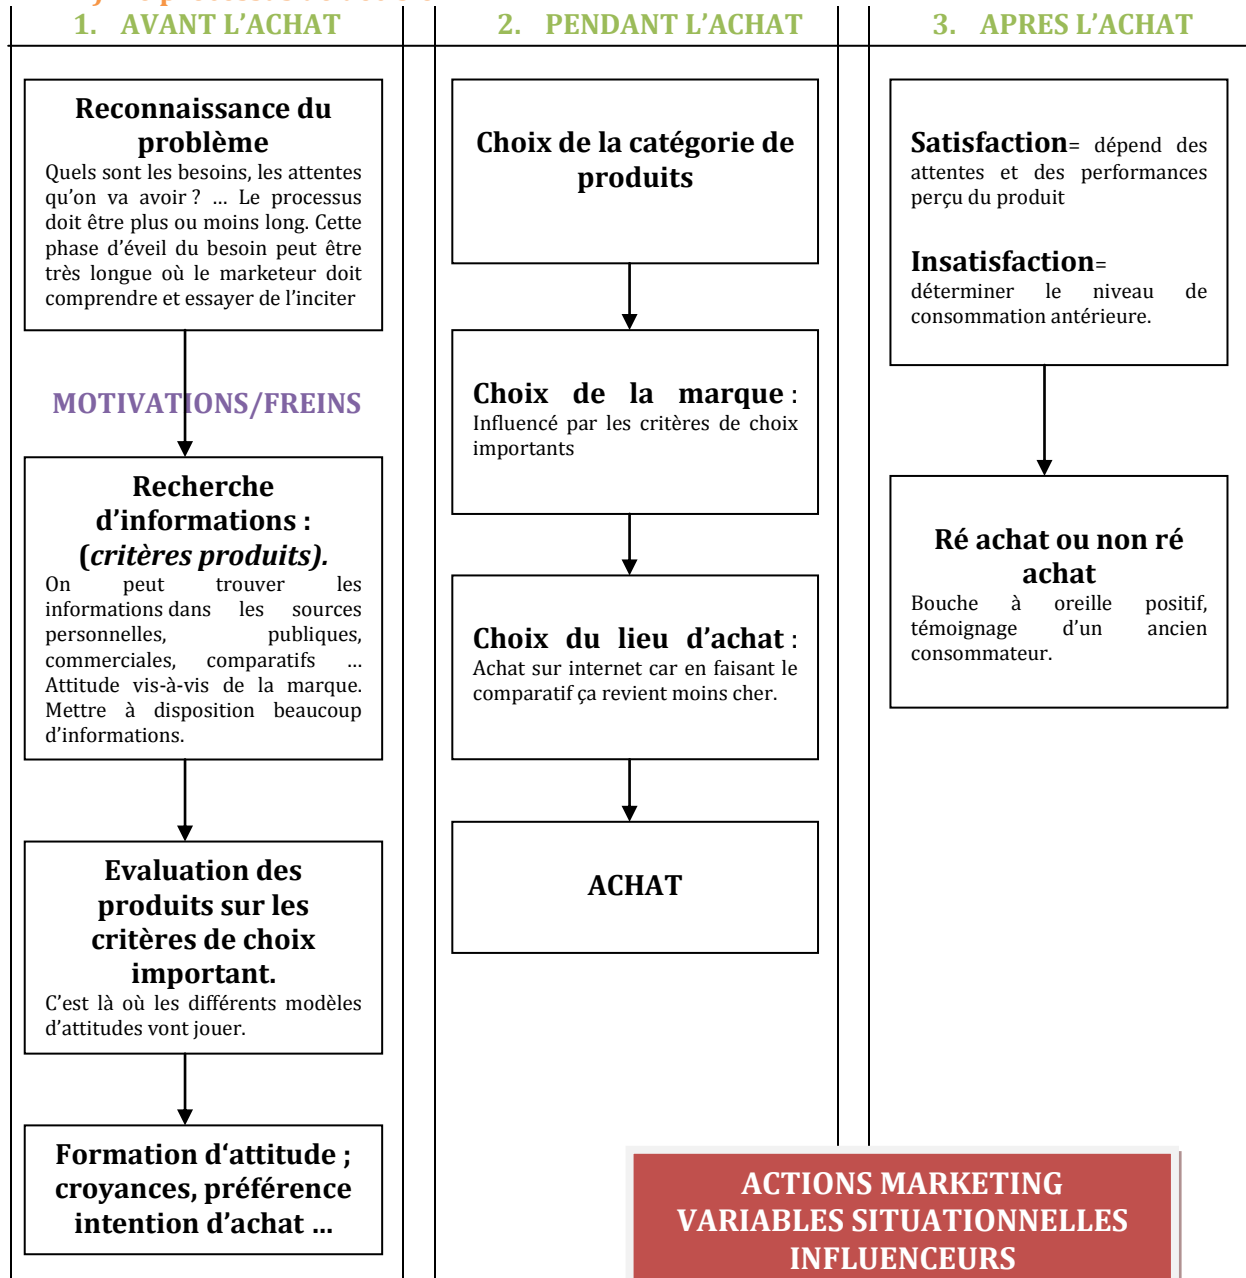 1. AVANT L’ACHAT
Reconnaissance du
problème
Quels sont les besoins, les attentes
qu’on va avoir ? … Le processus
doit être plus ou moins long. Cette
phase d’éveil du besoin peut être
très longue où le marketeur doit
comprendre et essayer de l’inciter
MOTIVATIONS/FREINS
Recherche
d’informations :
(critères produits).
On peut trouver les
informations dans les sources
personnelles, publiques,
commerciales, comparatifs …
Attitude vis-à-vis de la marque.
Mettre à disposition beaucoup
d’informations.
Evaluation des
produits sur les
critères de choix
important.
C’est là où les différents modèles
d’attitudes vont jouer.
Formation d‘attitude ;
croyances, préférence
intention d’achat …
2. PENDANT L’ACHAT
Choix de la catégorie de
produits
Choix de la marque :
Influencé par les critères de choix
importants
Choix du lieu d’achat :
Achat sur internet car en faisant le
comparatif ça revient moins cher.
ACHAT
3. APRES L’ACHAT
Satisfaction= dépend des
attentes et des performances
perçu du produit
Insatisfaction=
déterminer le niveau de
consommation antérieure.
Ré achat ou non ré
achat
Bouche à oreille positif,
témoignage d’un ancien
consommateur.
ACTIONS MARKETING
VARIABLES SITUATIONNELLES
INFLUENCEURS